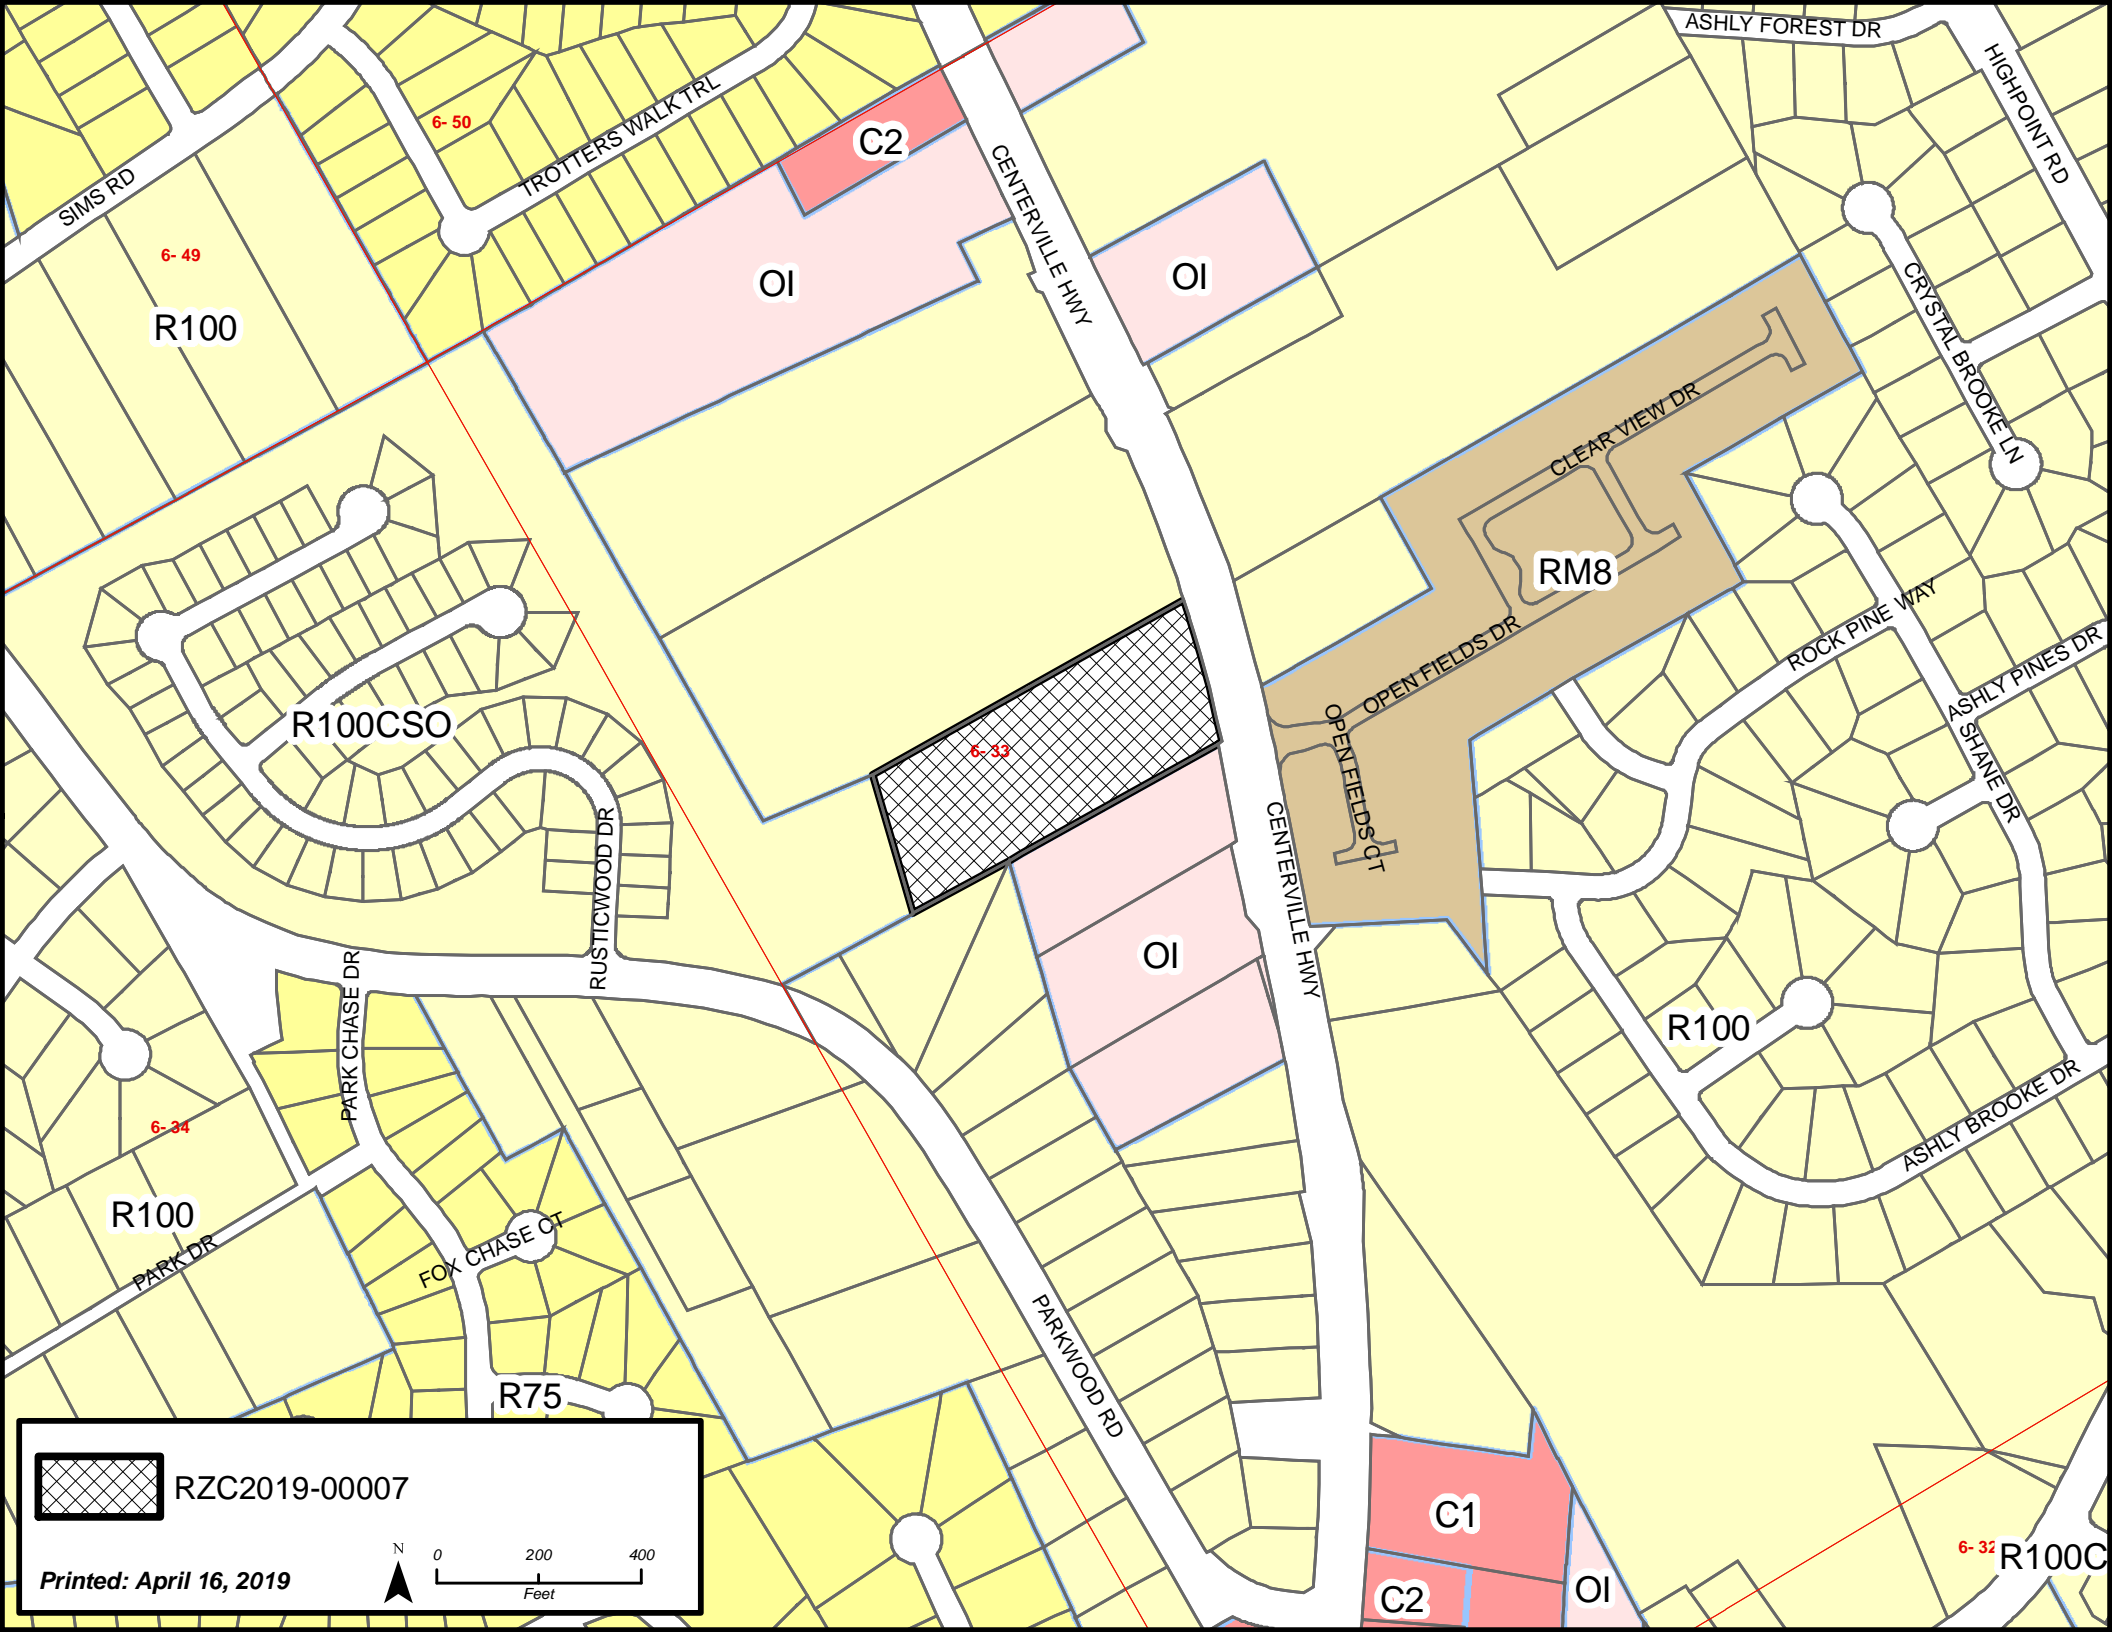 ASHLY FOREST DR
HIGHPOINT RD
6- 50
TROTTERS WALK TRL
C2
CENTERVILLE HWY
SIMS RD
6- 49
R100
OI
OI
CRYSTAL BROOKE LN
CLEAR VIEW DR
RM8
ROCK PINE WAY
OPEN FIELDS DR
ASHLY PINES DR
R100CSO
6- 33
OPEN FIELDS CT
SHANE DR
RUSTICWOOD DR
CENTERVILLE HWY
OI
PARK CHASE DR
R100
ASHLY BROOKE DR
6- 34
R100
PARK DR
FOX CHASE CT
PARKWOOD RD
R75
C1
C2
OI
6- 32
R100C
RZC2019-00007
Printed: April 16, 2019
N
0 200 400
Feet